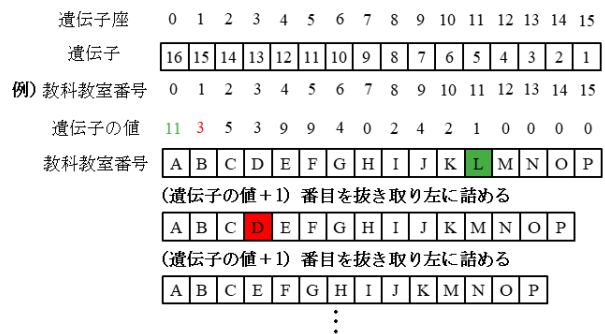 遺伝子座 0 1 2 3 4 5 6 7 8 9 10 11 12 13 14 15
遺伝子 16 15 14 13 12 11 10 9 8 7 6 5 4 3 2 1
例）教科教室番号 0 1 2 3 4 5 6 7 8 9 10 11 12 13 14 15
遺伝子の値 11 3 5 3 9 9 4 0 2 4 2 1 0 0 0 0
教科教室番号 A B C D E F G H I J K L M N O P
（遺伝子の値＋1）番目を抜き取り左に詰める
A B C D E F G H I J K M N O P
（遺伝子の値＋1）番目を抜き取り左に詰める
A B C E F G H I J K M N O P